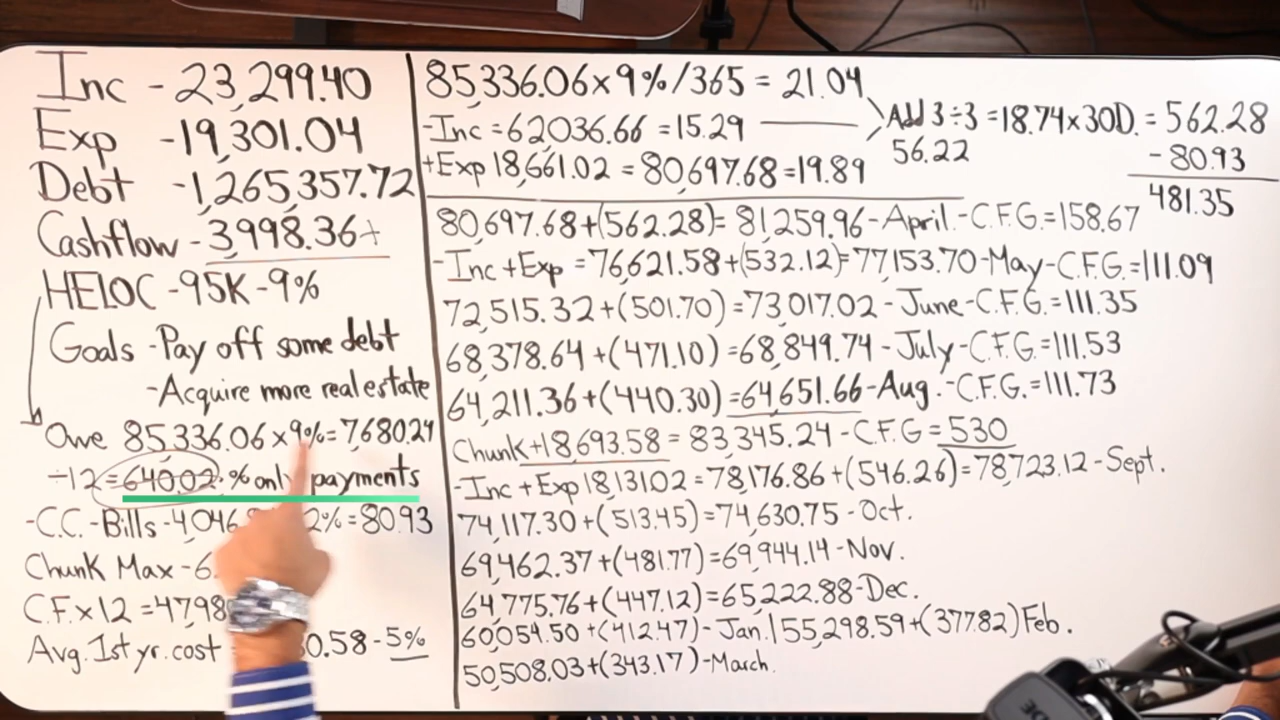 Inc - 23,299.40
Exp - 19,301.04
Debt - 1,265,357.72
Cashflow - 3,998.36+
HELOC - 95K - 9%
Goals - Pay off some debt
- Acquire more real estate
Owe 85,336.06 x 9% = 7,680.24
÷12 = 640.02 % only payments
- C.C. - Bills - 4,046. 2% = 80.93
Chunk Max - 6
C.F. x 12 = 4798
Avg. 1st yr. cost = 0.58 - 5%
85,336.06 x 9% / 365 = 21.04
- Inc = 62036.66 = 15.29
+ Exp 18,661.02 = 80,697.68 = 19.89
Add 3 ÷ 3 = 18.74 x 30D. = 562.28
56.22
- 80.93
481.35
80,697.68 + (562.28) = 81,259.96 - April - C.F.G. = 158.67
- Inc + Exp = 76,621.58 + (532.12) = 77,153.70 - May - C.F.G. = 111.09
72,515.32 + (501.70) = 73,017.02 - June - C.F.G. = 111.35
68,378.64 + (471.10) = 68,849.74 - July - C.F.G. = 111.53
64,211.36 + (440.30) = 64,651.66 - Aug. - C.F.G. = 111.73
Chunk + 18,693.58 = 83,345.24 - C.F.G = 530
- Inc + Exp 18,131.02 = 78,176.86 + (546.26) = 78,723.12 - Sept.
74,117.30 + (513.45) = 74,630.75 - Oct.
69,462.37 + (481.77) = 69,944.14 - Nov.
64,775.76 + (447.12) = 65,222.88 - Dec.
60,054.50 + (412.47) - Jan. | 55,298.59 + (377.82) Feb.
50,508.03 + (343.17) - March.